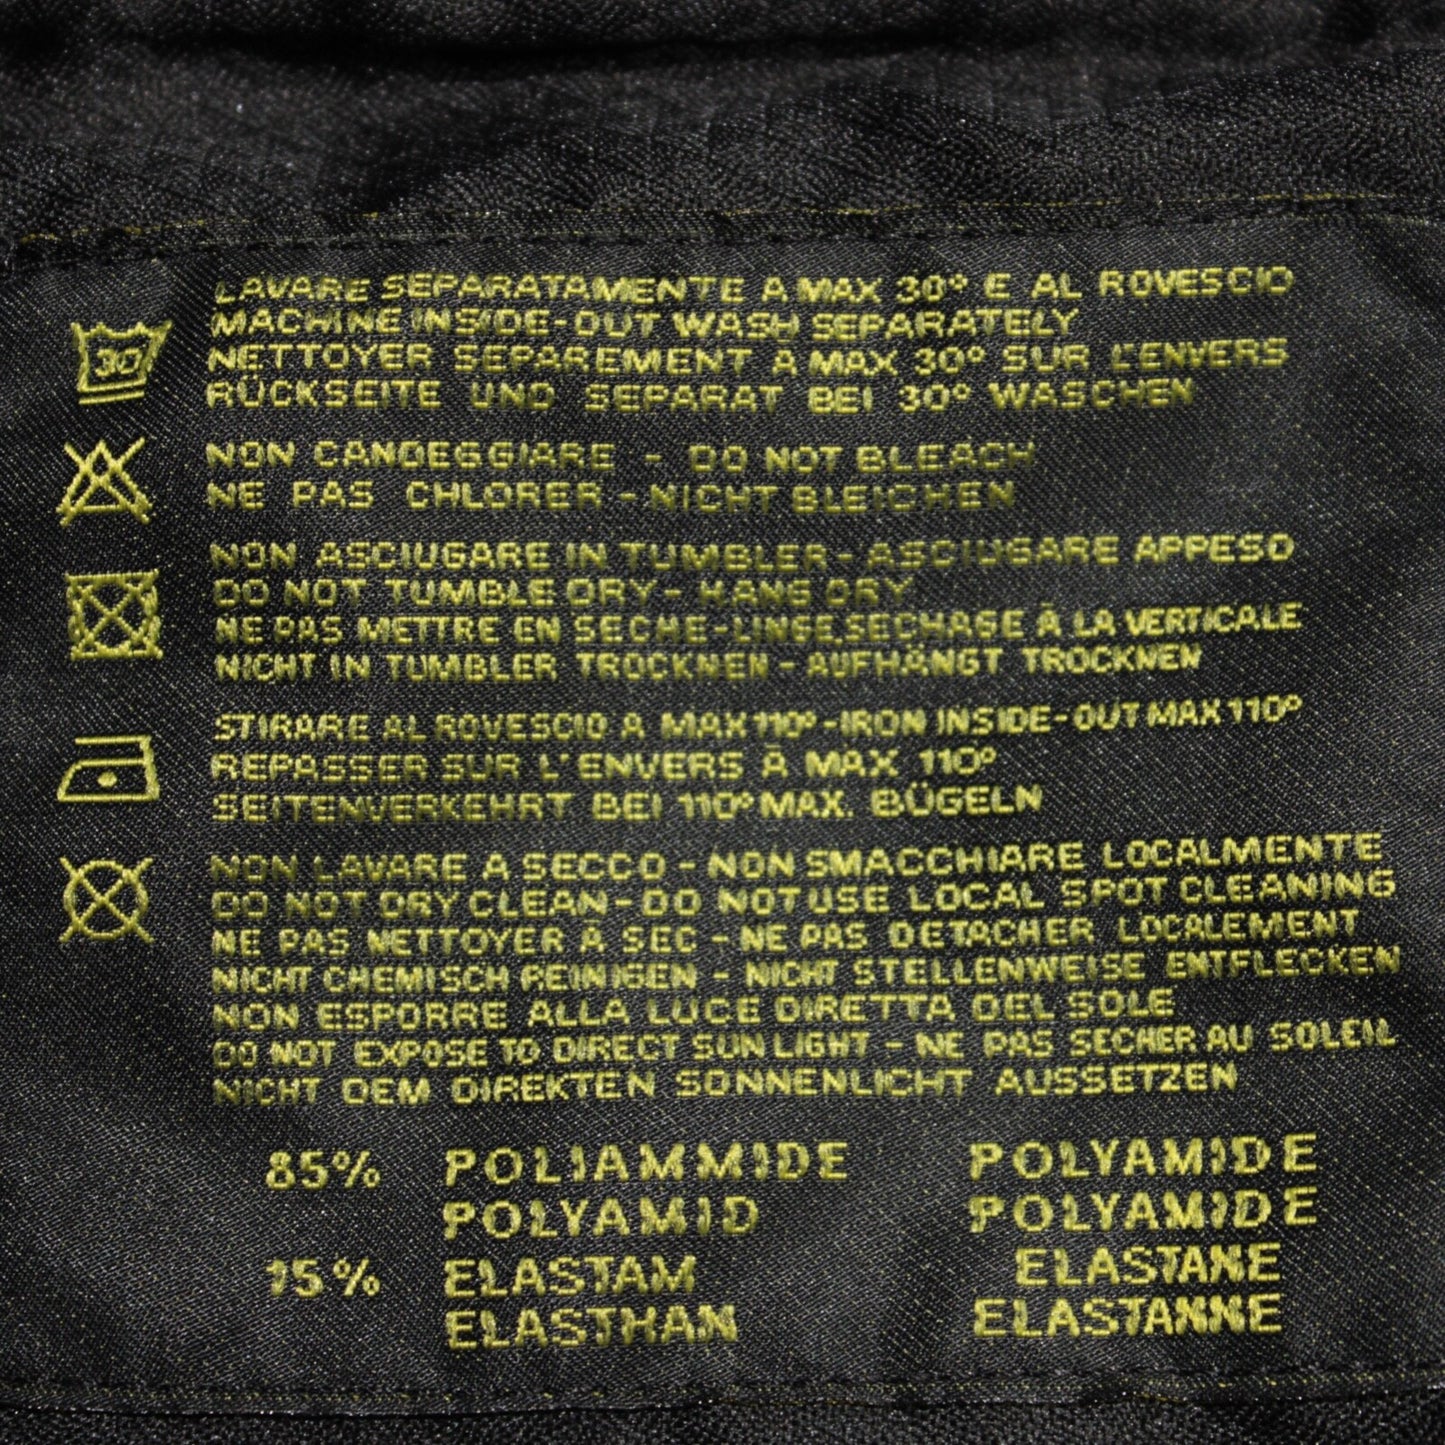 LAVARE SEPARATAMENTE A MAX 30° E AL ROVESCIO
30
MACHINE INSIDE-OUT WASH SEPARATELY
NETTOYER SEPAREMENT A MAX 30° SUR L'ENVERS
RÜCKSEITE UND SEPARAT BEI 30° WASCHEN
NON CANDEGGIARE - DO NOT BLEACH
NE PAS CHLORER - NICHT BLEICHEN
NON ASCIUGARE IN TUMBLER - ASCIUGARE APPESO
DO NOT TUMBLE DRY - HANG DRY
NE PAS METTRE EN SECHE-LINGE, SECHAGE À LA VERTICALE
NICHT IN TUMBLER TROCKNEN - AUFHÄNGT TROCKNEN
STIRARE AL ROVESCIO A MAX 110° - IRON INSIDE-OUT MAX 110°
REPASSER SUR L'ENVERS À MAX 110°
SEITENVERKEHRT BEI 110° MAX. BÜGELN
NON LAVARE A SECCO - NON SMACCHIARE LOCALMENTE
DO NOT DRY CLEAN - DO NOT USE LOCAL SPOT CLEANING
NE PAS NETTOYER À SEC - NE PAS DETACHER LOCALEMENT
NICHT CHEMISCH REINIGEN - NICHT STELLENWEISE ENTFLECKEN
NON ESPORRE ALLA LUCE DIRETTA DEL SOLE
DO NOT EXPOSE TO DIRECT SUN LIGHT - NE PAS SECHER AU SOLEIL
NICHT DEM DIREKTEN SONNENLICHT AUSSETZEN
85% POLIAMMIDE POLYAMIDE
POLYAMID POLYAMIDE
15% ELASTAM ELASTANE
ELASTHAN ELASTANNE